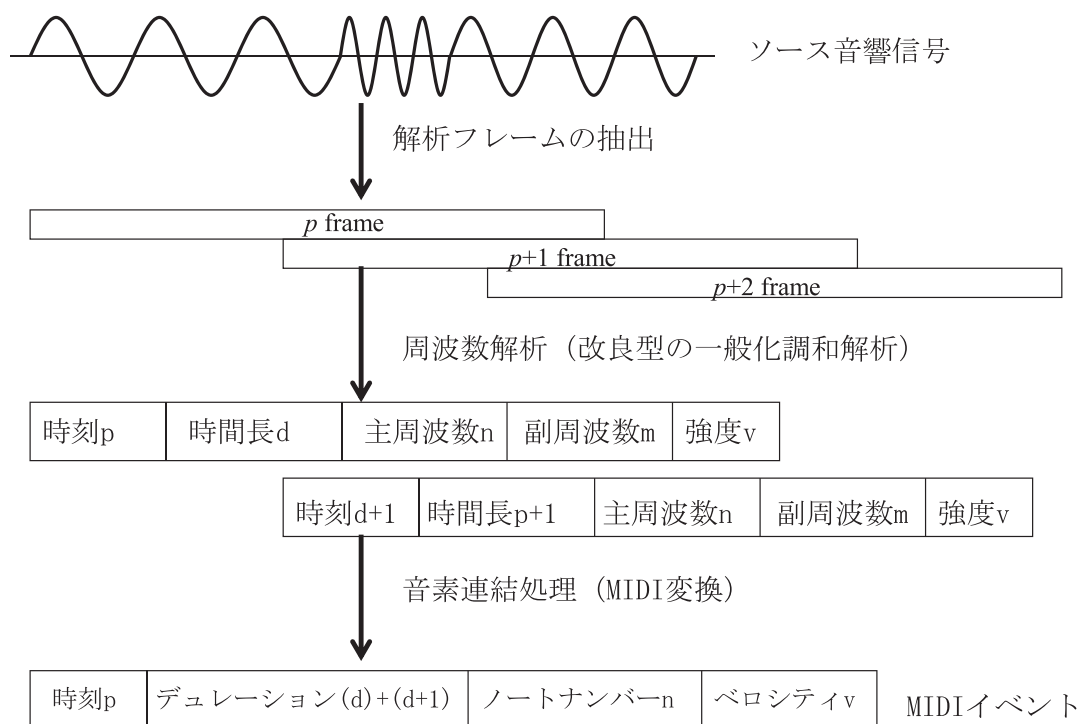 ソース音響信号
解析フレームの抽出
p frame
p+1 frame
p+2 frame
周波数解析（改良型の一般化調和解析）
時刻p 時間長d 主周波数n 副周波数m 強度v
時刻d+1 時間長p+1 主周波数n 副周波数m 強度v
音素連結処理（MIDI変換）
時刻p デュレーション(d)+(d+1) ノートナンバーn ベロシティv MIDIイベント